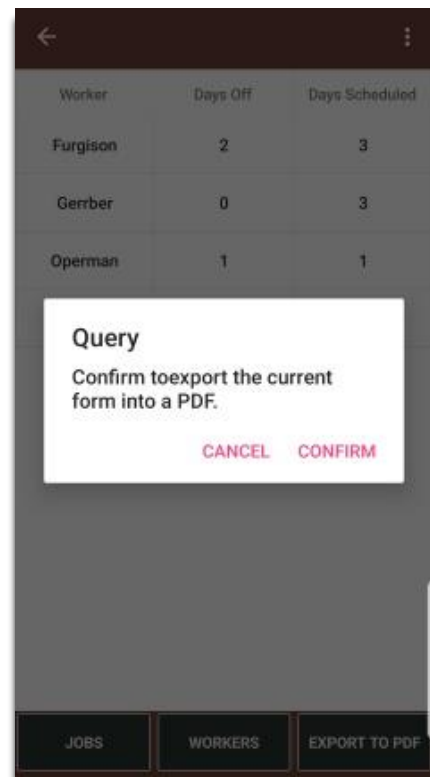 Worker Days Off Days Scheduled
Furgison 2 3
Gerrber 0 3
Operman 1 1
Query
Confirm toexport the current
form into a PDF.
CANCEL CONFIRM
JOBS WORKERS EXPORT TO PDF